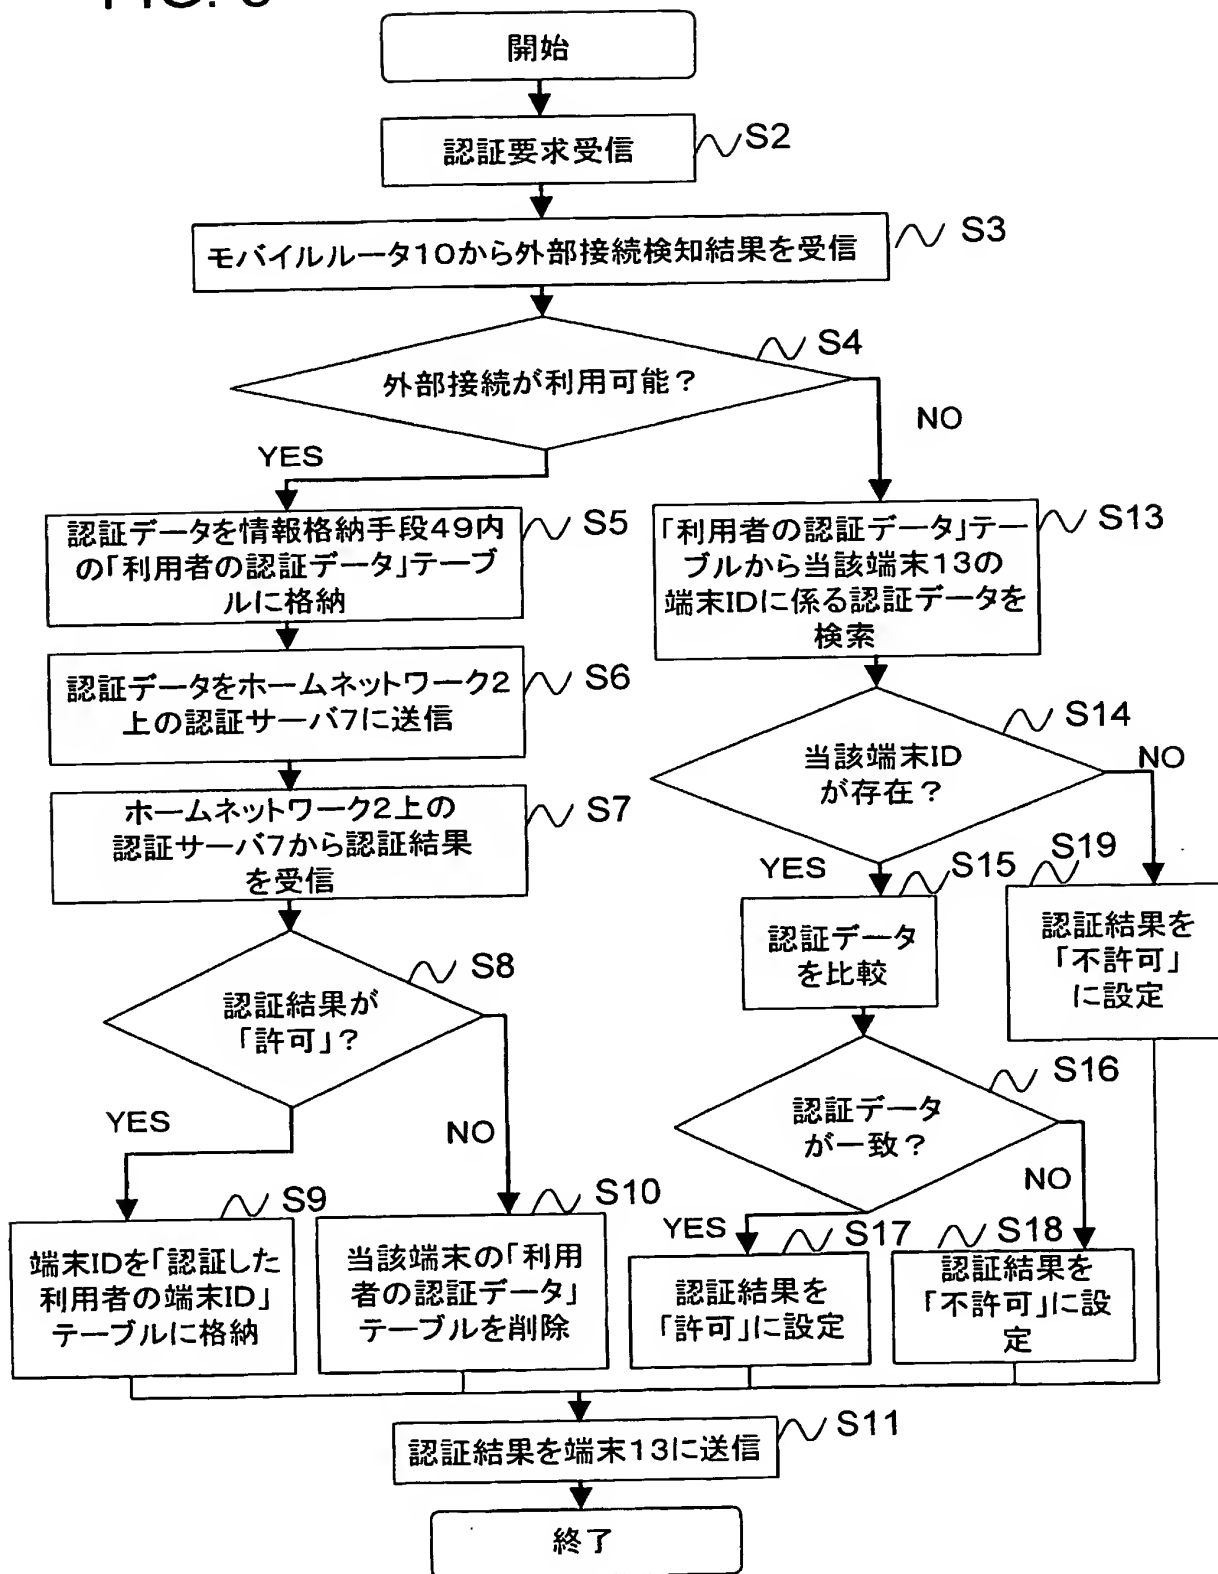 開始
認証要求受信
S2
モバイルルータ10から外部接続検知結果を受信
S3
外部接続が利用可能?
S4
YES
NO
認証データを情報格納手段49内
の「利用者の認証データ」テーブ
ルに格納
S5
認証データをホームネットワーク2
上の認証サーバ7に送信
S6
ホームネットワーク2上の
認証サーバ7から認証結果
を受信
S7
認証結果が
「許可」?
S8
YES
NO
端末IDを「認証した
利用者の端末ID」
テーブルに格納
S9
当該端末の「利用
者の認証データ」
テーブルを削除
S10
「利用者の認証データ」テー
ブルから当該端末13の
端末IDに係る認証データを
検索
S13
当該端末ID
が存在?
S14
YES
NO
認証データ
を比較
S15
認証結果を
「不許可」
に設定
S19
認証データ
が一致?
S16
YES
NO
認証結果を
「許可」に設定
S17
認証結果を
「不許可」に設
定
S18
認証結果を端末13に送信
S11
終了